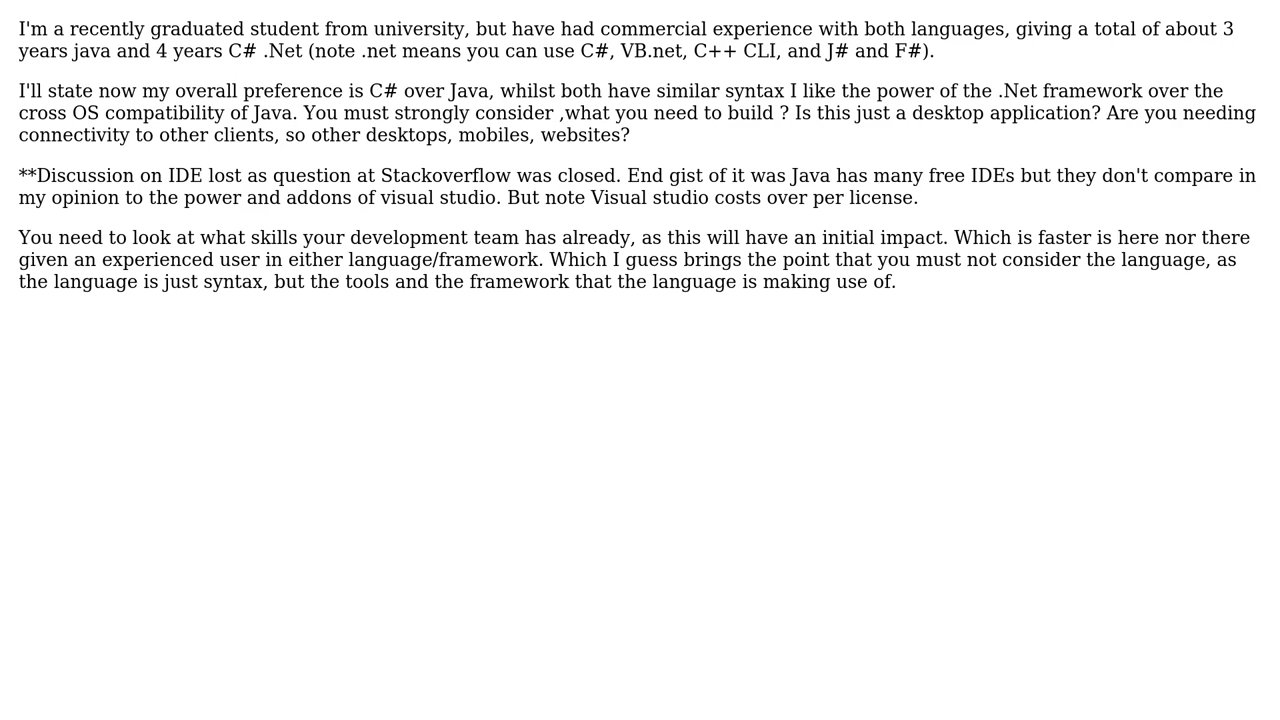 I'm a recently graduated student from university, but have had commercial experience with both languages, giving a total of about 3
years java and 4 years C# .Net (note .net means you can use C#, VB.net, C++ CLI, and J# and F#).
I'll state now my overall preference is C# over Java, whilst both have similar syntax I like the power of the .Net framework over the
cross OS compatibility of Java. You must strongly consider ,what you need to build ? Is this just a desktop application? Are you needing
connectivity to other clients, so other desktops, mobiles, websites?
**Discussion on IDE lost as question at Stackoverflow was closed. End gist of it was Java has many free IDEs but they don't compare in
my opinion to the power and addons of visual studio. But note Visual studio costs over per license.
You need to look at what skills your development team has already, as this will have an initial impact. Which is faster is here nor there
given an experienced user in either language/framework. Which I guess brings the point that you must not consider the language, as
the language is just syntax, but the tools and the framework that the language is making use of.